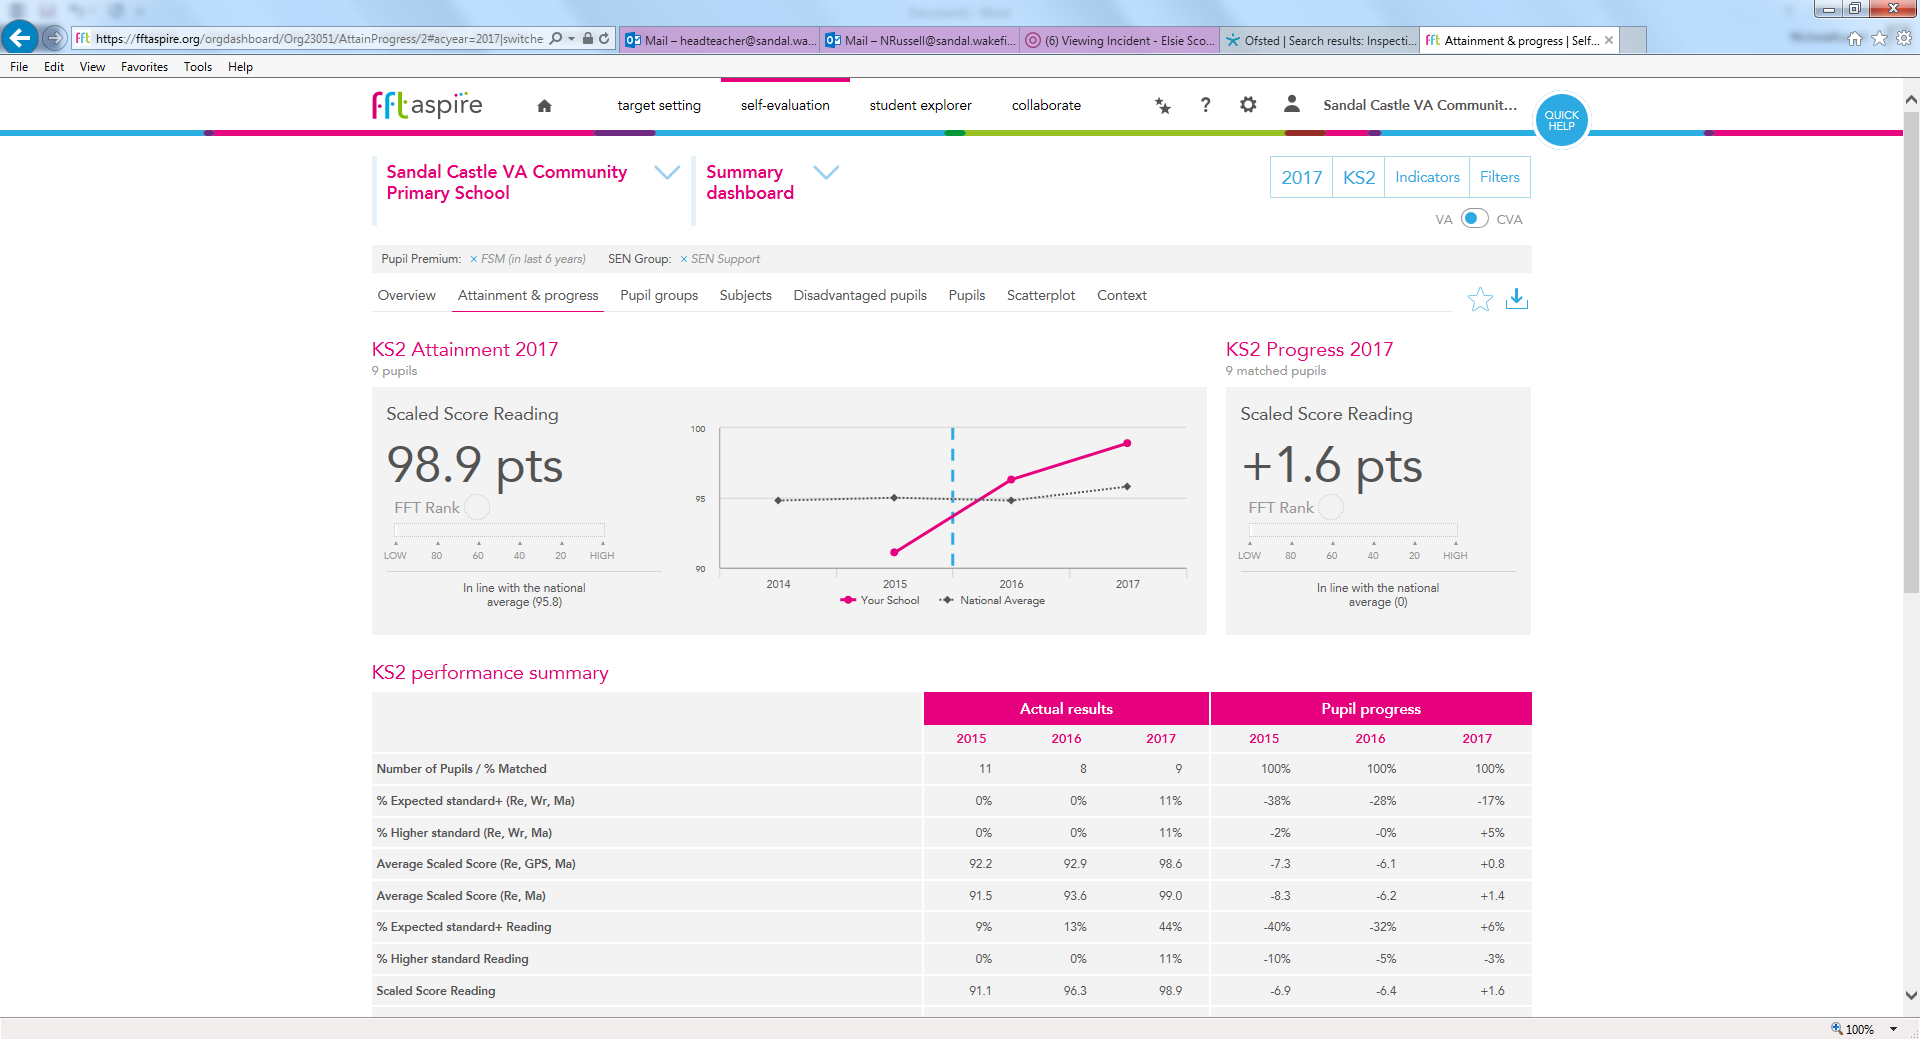 https://fftaspire.org/orgdashboard/Org23051/AttainProgress/2#acyear=2017|switche
Mail – headteacher@sandal.wa...
Mail – NRussell@sandal.wakefi...
(6) Viewing Incident - Elsie Sco...
Ofsted | Search results: Inspecti...
fft Attainment & progress | Self...
File Edit View Favorites Tools Help
fft aspire
target setting self-evaluation student explorer collaborate
? Sandal Castle VA Communit...
QUICK
HELP
Sandal Castle VA Community
Primary School
Summary
dashboard
2017 KS2 Indicators Filters
VA CVA
Pupil Premium: × FSM (in last 6 years) SEN Group: × SEN Support
Overview Attainment & progress Pupil groups Subjects Disadvantaged pupils Pupils Scatterplot Context
KS2 Attainment 2017
9 pupils
Scaled Score Reading
98.9 pts
FFT Rank
LOW 80 60 40 20 HIGH
In line with the national
average (95.8)
100
95
90
2014 2015 2016 2017
Your School National Average
KS2 Progress 2017
9 matched pupils
Scaled Score Reading
+1.6 pts
FFT Rank
LOW 80 60 40 20 HIGH
In line with the national
average (0)
KS2 performance summary
Actual results Pupil progress
2015 2016 2017 2015 2016 2017
Number of Pupils / % Matched 11 8 9 100% 100% 100%
% Expected standard+ (Re, Wr, Ma) 0% 0% 11% -38% -28% -17%
% Higher standard (Re, Wr, Ma) 0% 0% 11% -2% -0% +5%
Average Scaled Score (Re, GPS, Ma) 92.2 92.9 98.6 -7.3 -6.1 +0.8
Average Scaled Score (Re, Ma) 91.5 93.6 99.0 -8.3 -6.2 +1.4
% Expected standard+ Reading 9% 13% 44% -40% -32% +6%
% Higher standard Reading 0% 0% 11% -10% -5% -3%
Scaled Score Reading 91.1 96.3 98.9 -6.9 -6.4 +1.6
100%